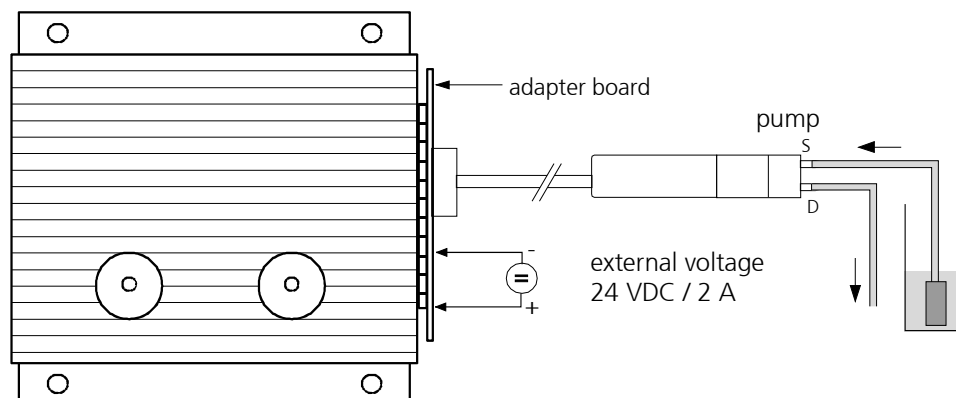 adapter board
pump
S
D
-
=
+
external voltage
24 VDC / 2 A